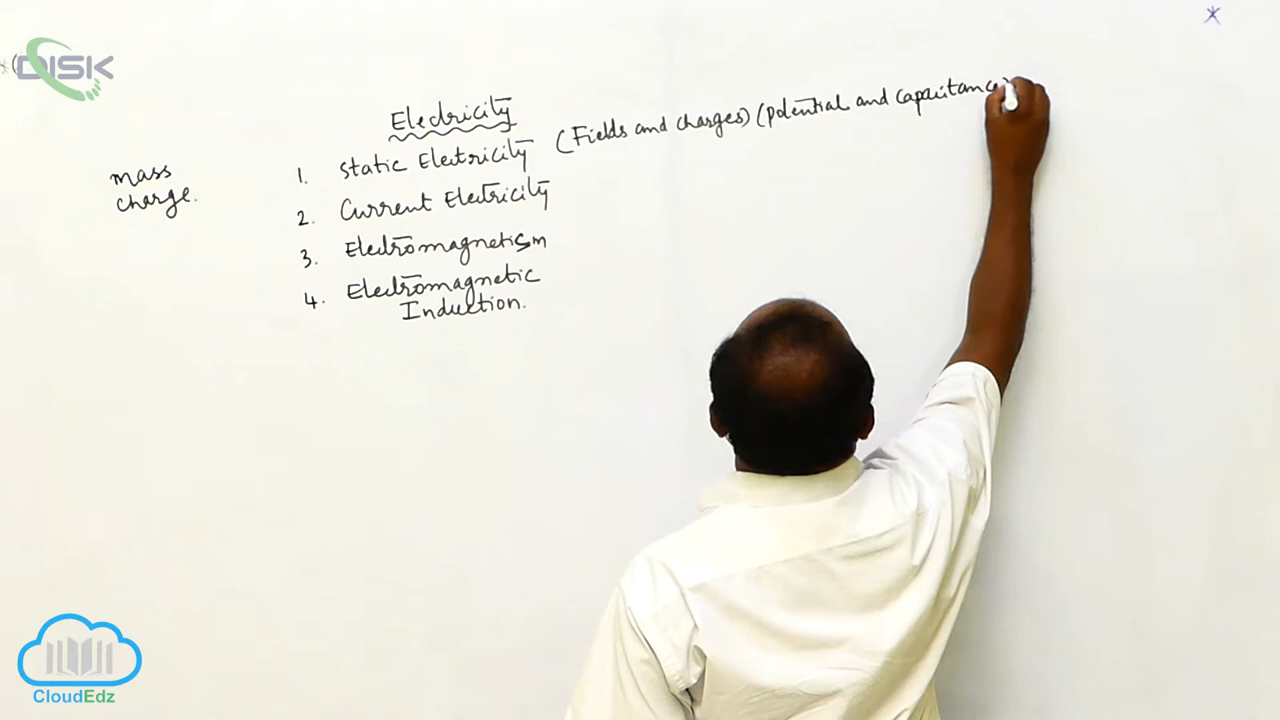 DISK
Electricity
mass
charge.
1. Static Electricity (Fields and charges) (potential and capacitance)
2. Current Electricity
3. Electromagnetism
4. Electromagnetic
Induction.
CloudEdz